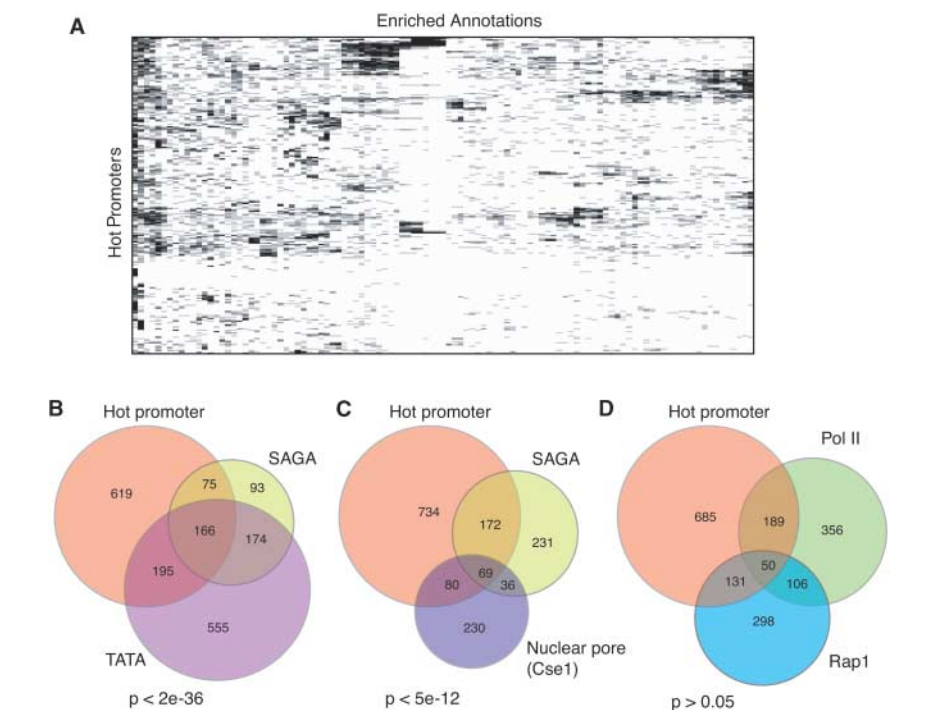 A
Enriched Annotations
Hot Promoters
B
Hot promoter
SAGA
619
75
93
166
174
195
555
TATA
p < 2e-36
C
Hot promoter
SAGA
734
172
231
69
80
36
230
Nuclear pore
(Cse1)
p < 5e-12
D
Hot promoter
Pol II
685
189
356
50
131
106
298
Rap1
p > 0.05